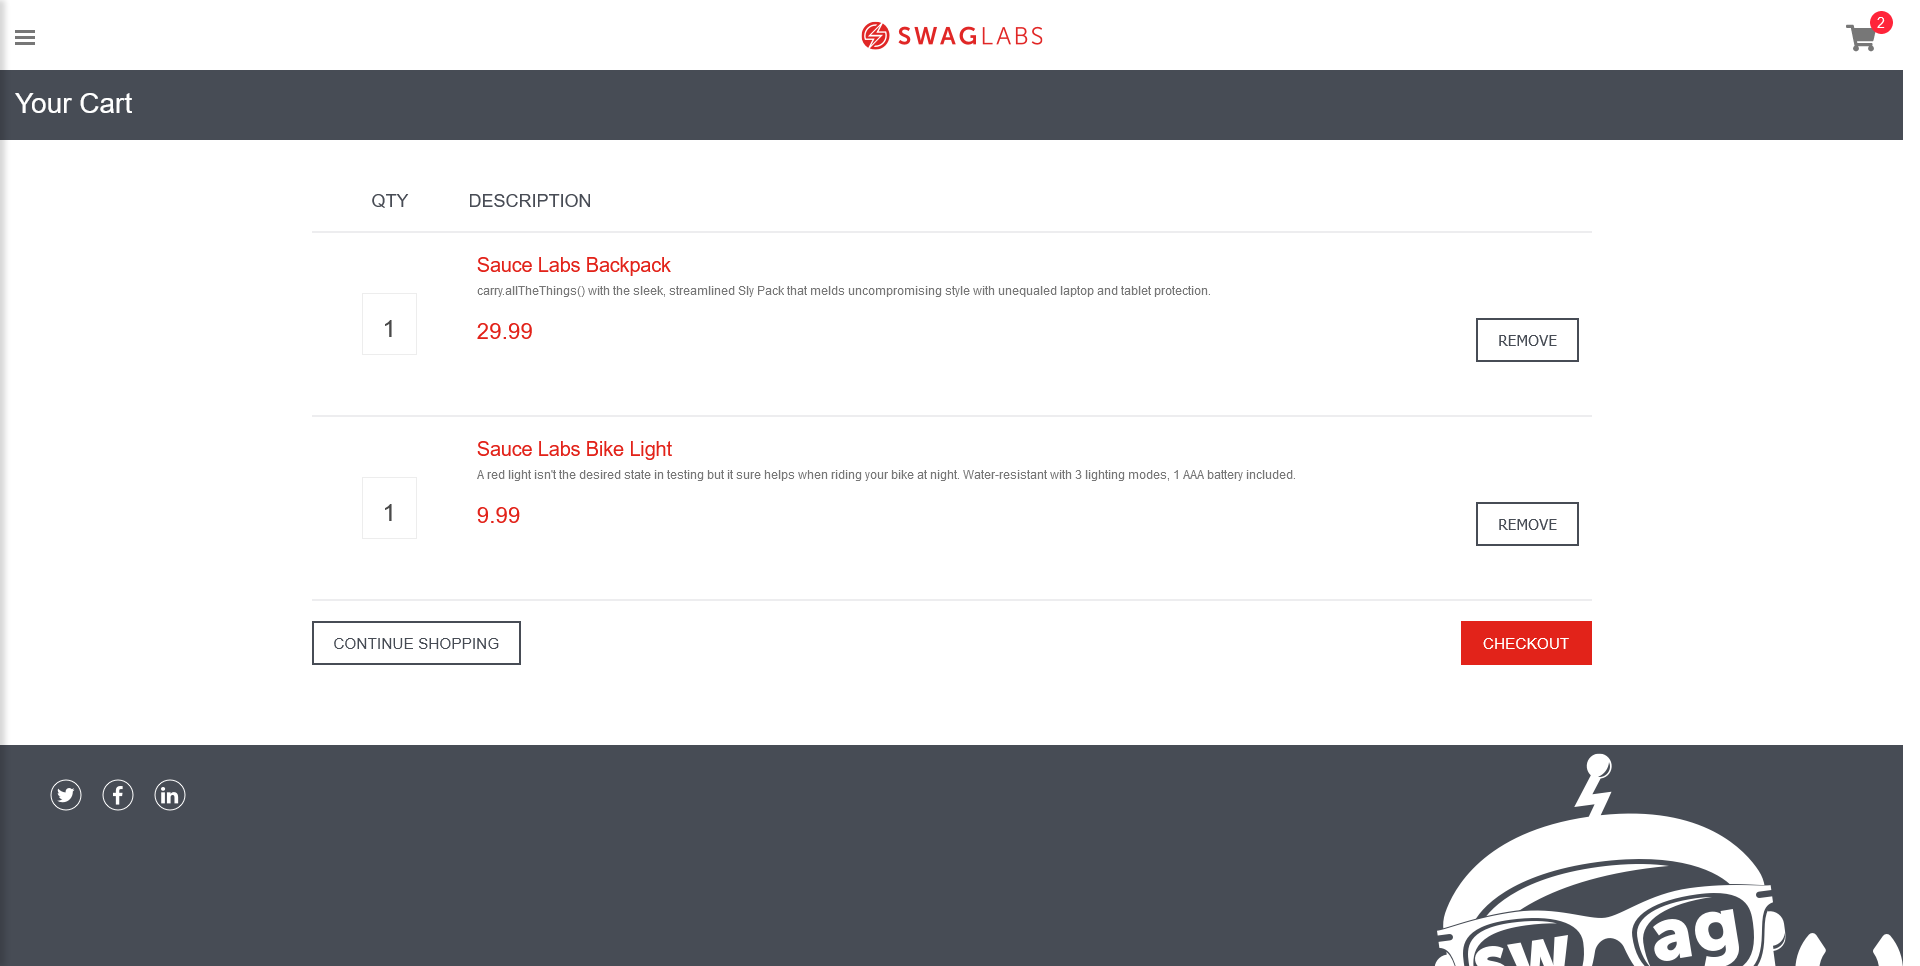 SWAGLABS
2
Your Cart
QTY DESCRIPTION
Sauce Labs Backpack
carry.allTheThings() with the sleek, streamlined Sly Pack that melds uncompromising style with unequaled laptop and tablet protection.
1
29.99
REMOVE
Sauce Labs Bike Light
A red light isn't the desired state in testing but it sure helps when riding your bike at night. Water-resistant with 3 lighting modes, 1 AAA battery included.
1
9.99
REMOVE
CONTINUE SHOPPING
CHECKOUT
sw ag